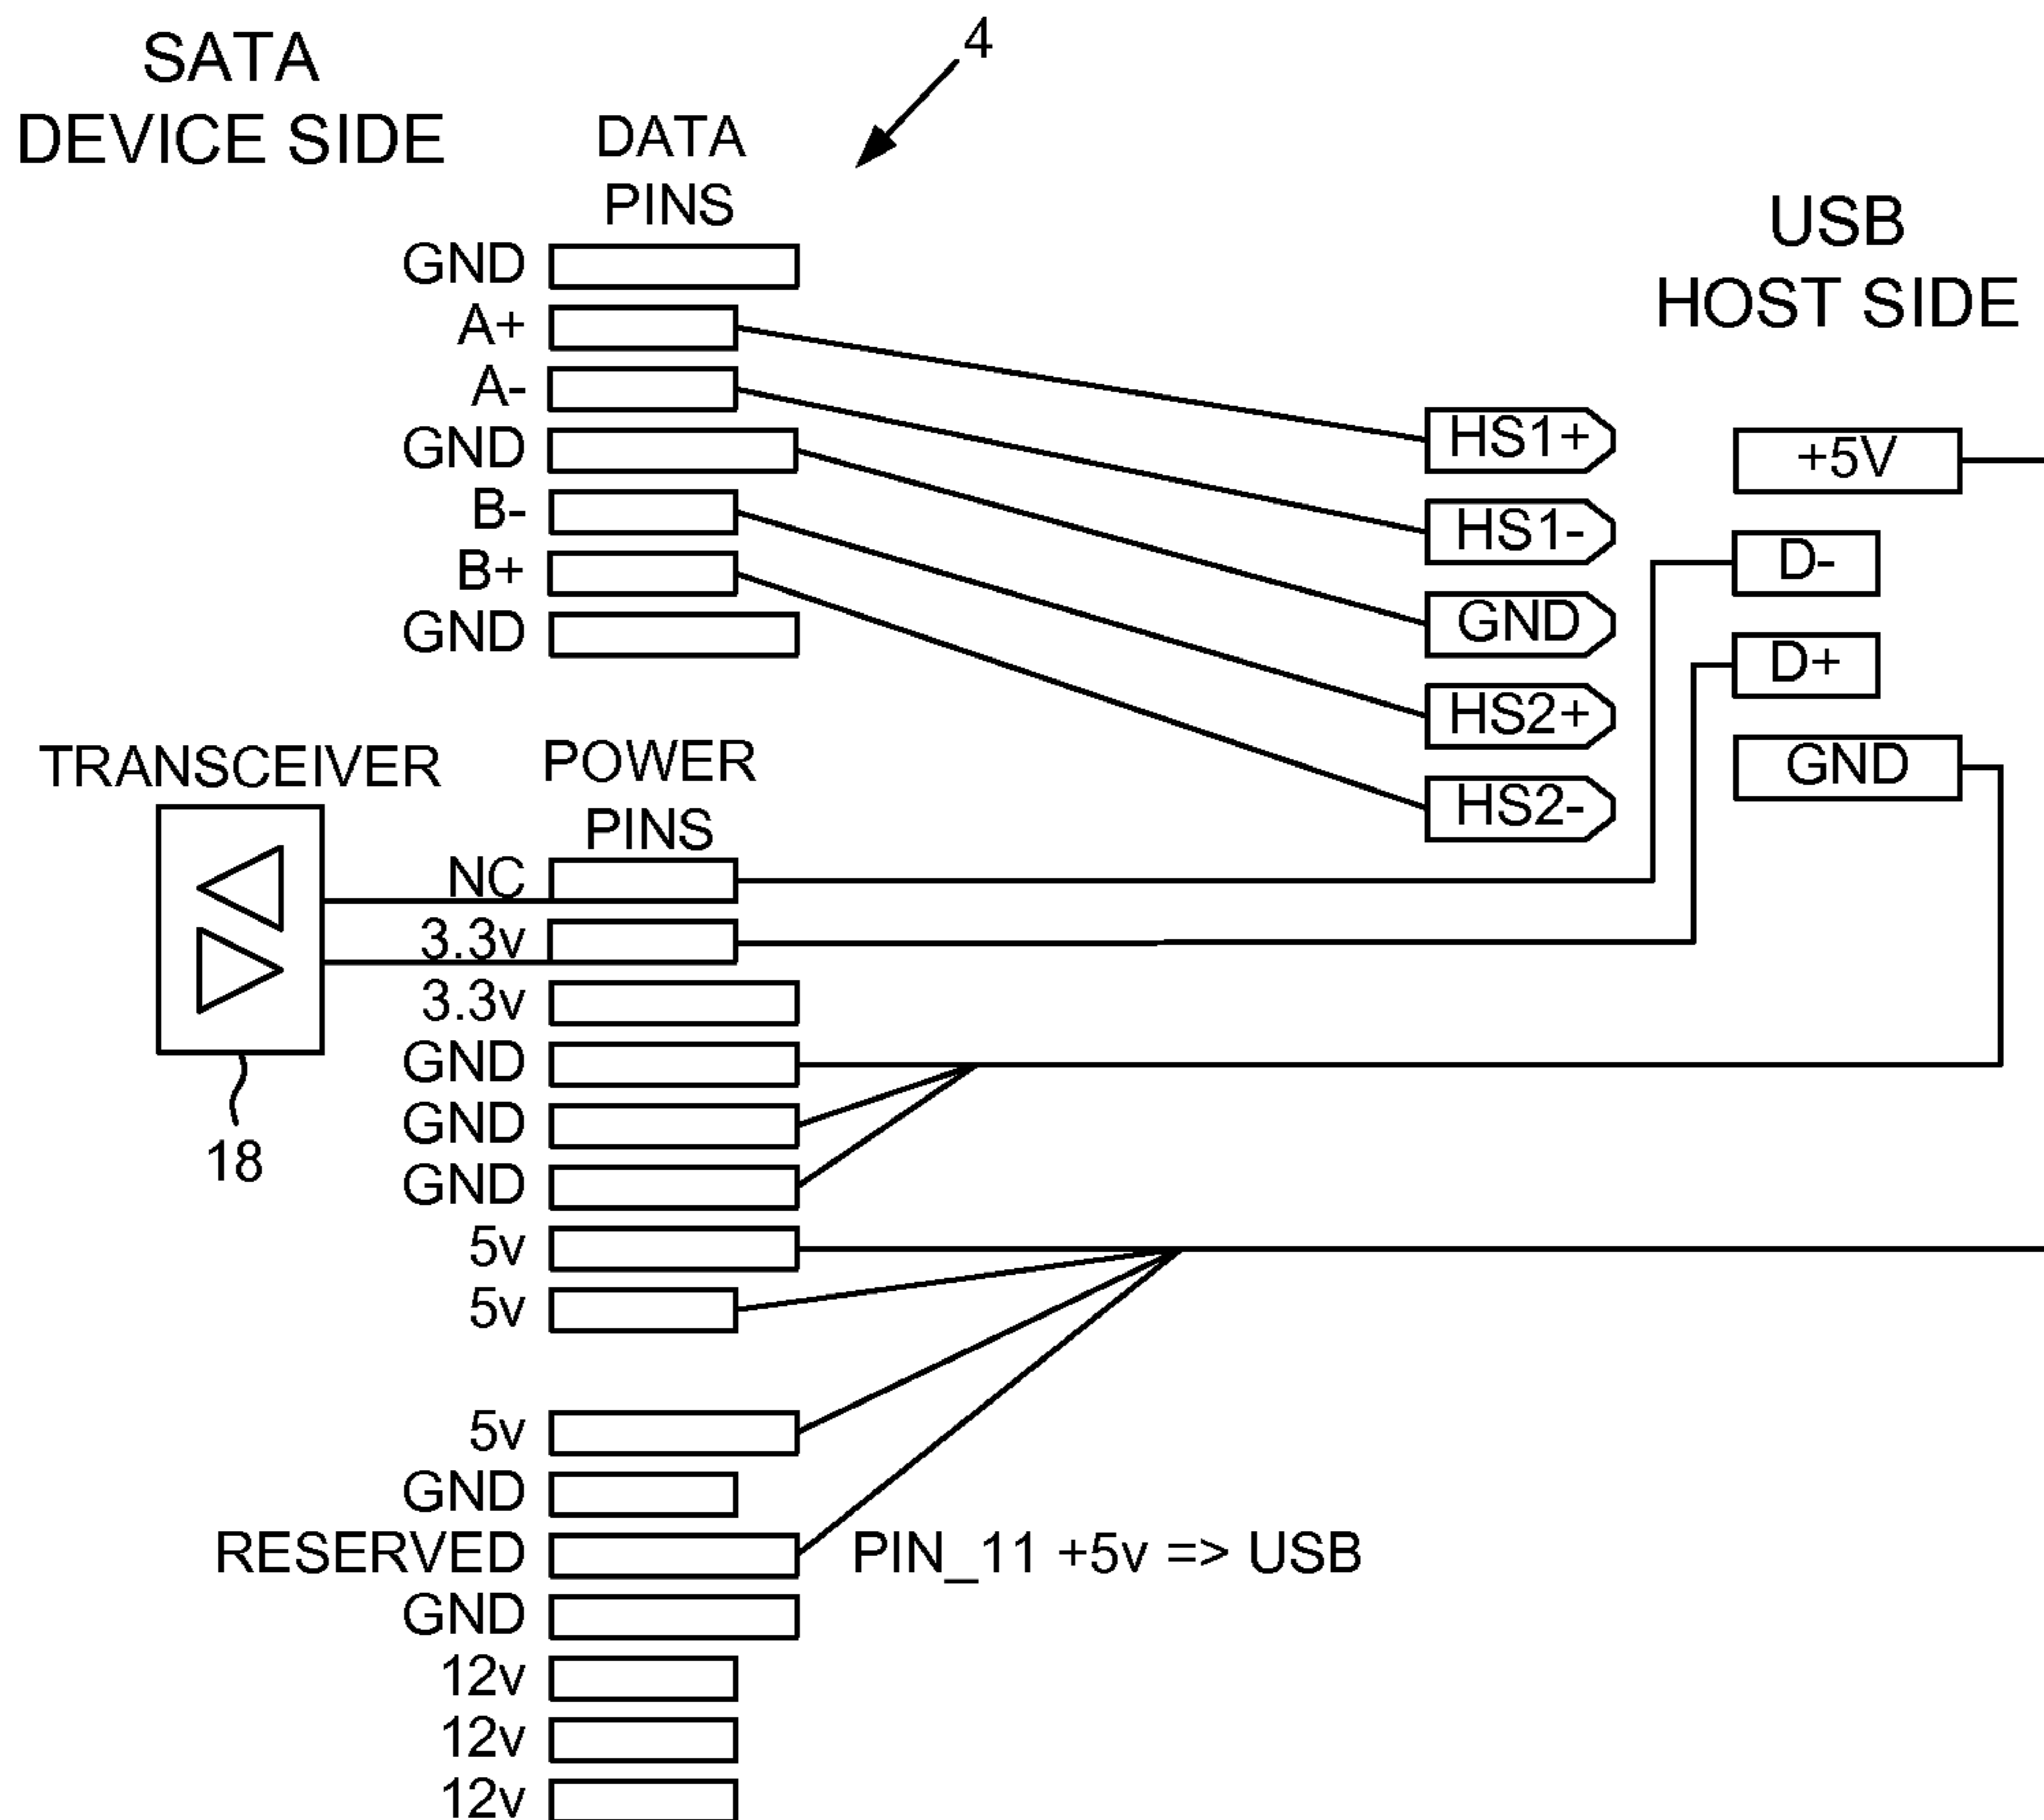 SATA
DEVICE SIDE
4
DATA
PINS
USB
HOST SIDE
GND
A+
A-
GND
B-
B+
GND
HS1+
HS1-
GND
HS2+
HS2-
+5V
D-
D+
GND
TRANSCEIVER
18
POWER
PINS
NC
3.3v
3.3v
GND
GND
GND
5v
5v
5v
GND
RESERVED
PIN_11 +5v => USB
GND
12v
12v
12v